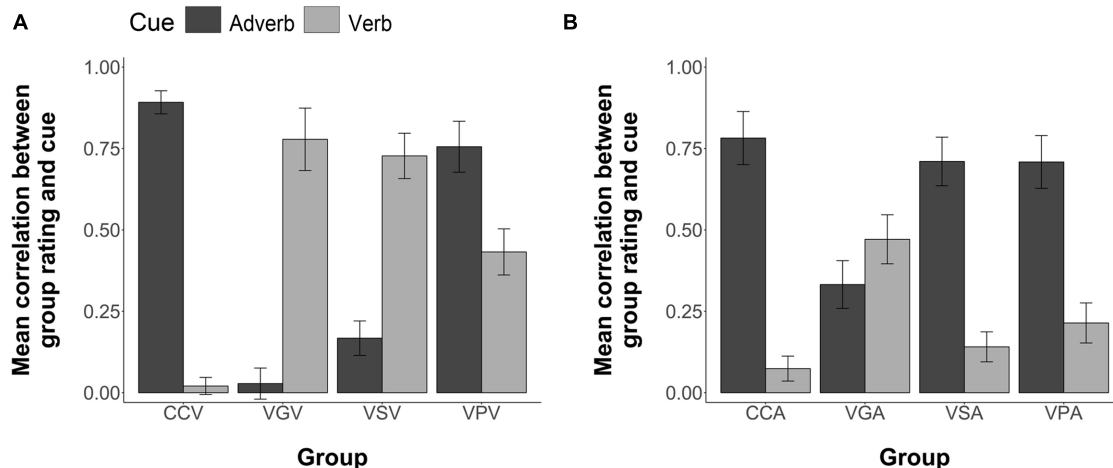 A
Cue Adverb Verb
Mean correlation between
group rating and cue
1.00
0.75
0.50
0.25
0.00
CCV VGV VSV VPV
Group
B
Mean correlation between
group rating and cue
1.00
0.75
0.50
0.25
0.00
CCA VGA VSA VPA
Group